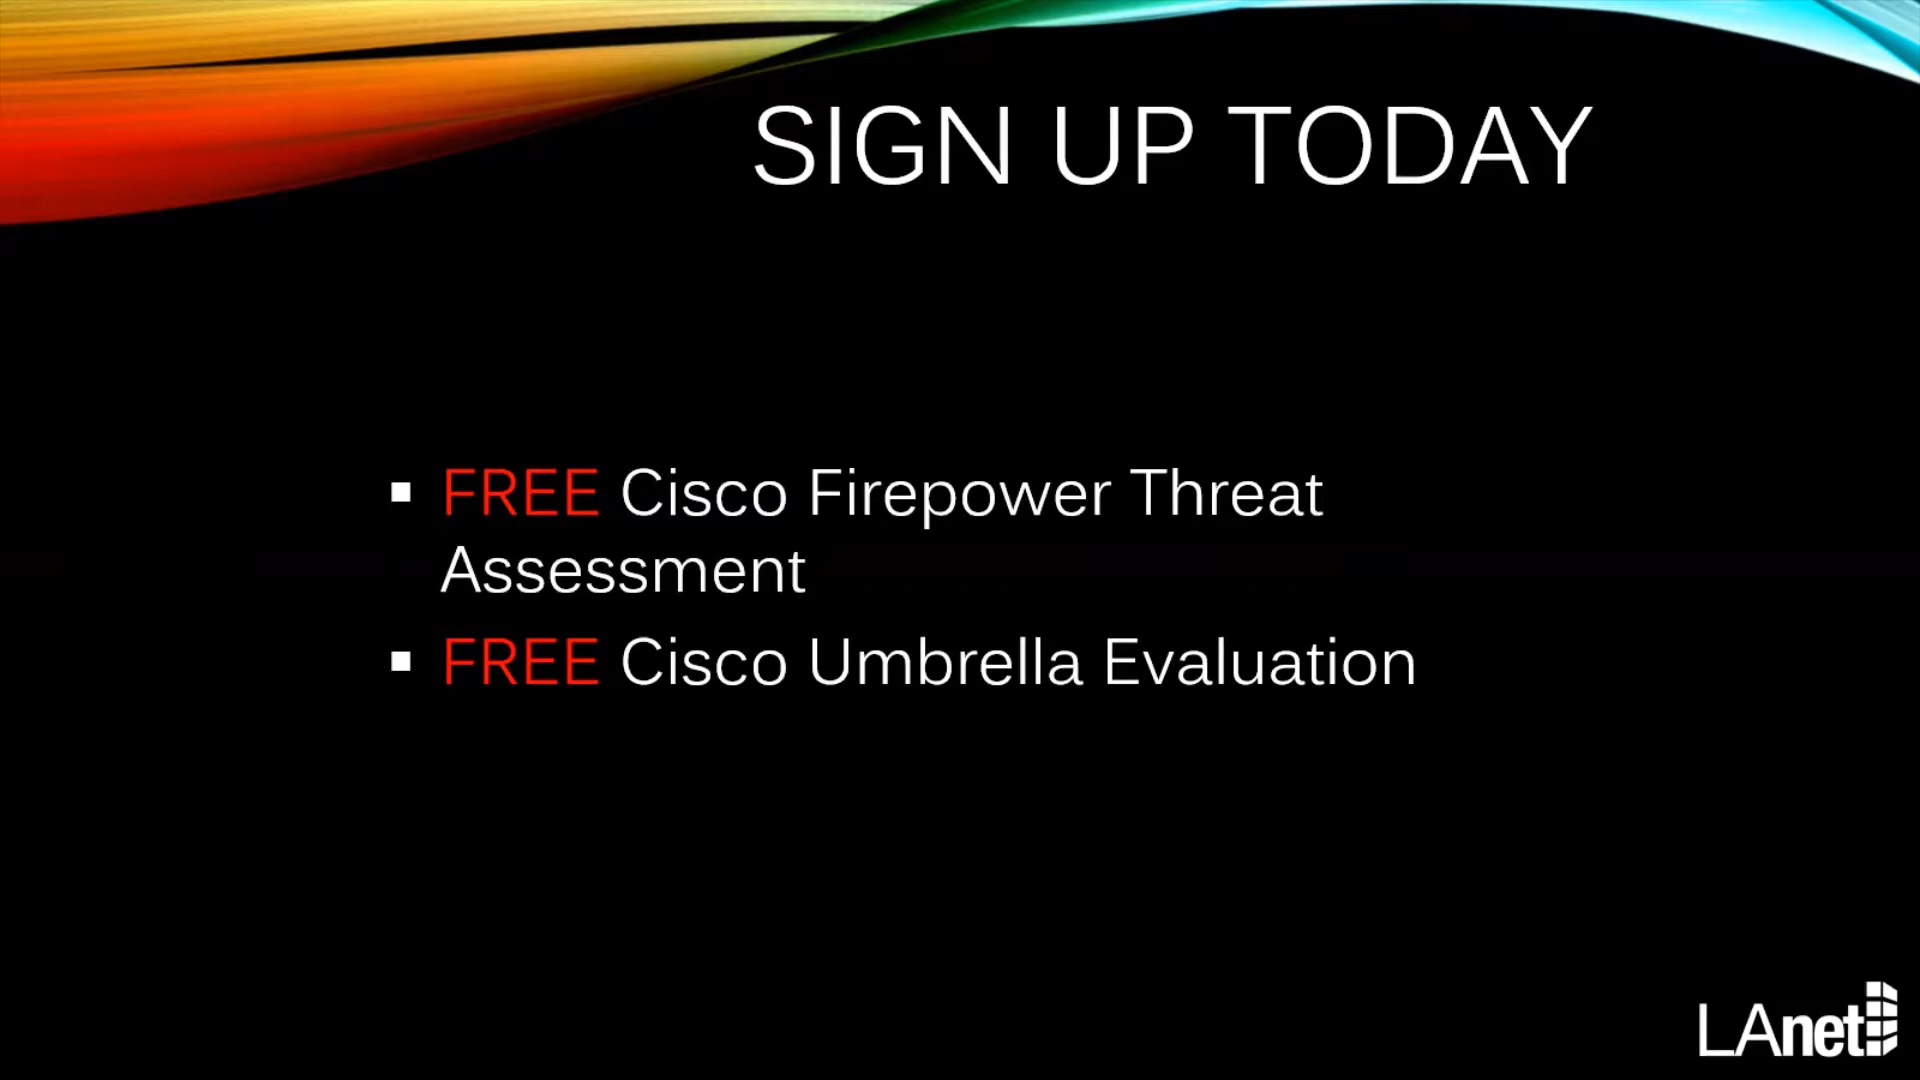 SIGN UP TODAY
▪ FREE Cisco Firepower Threat
Assessment
▪ FREE Cisco Umbrella Evaluation
LAnet